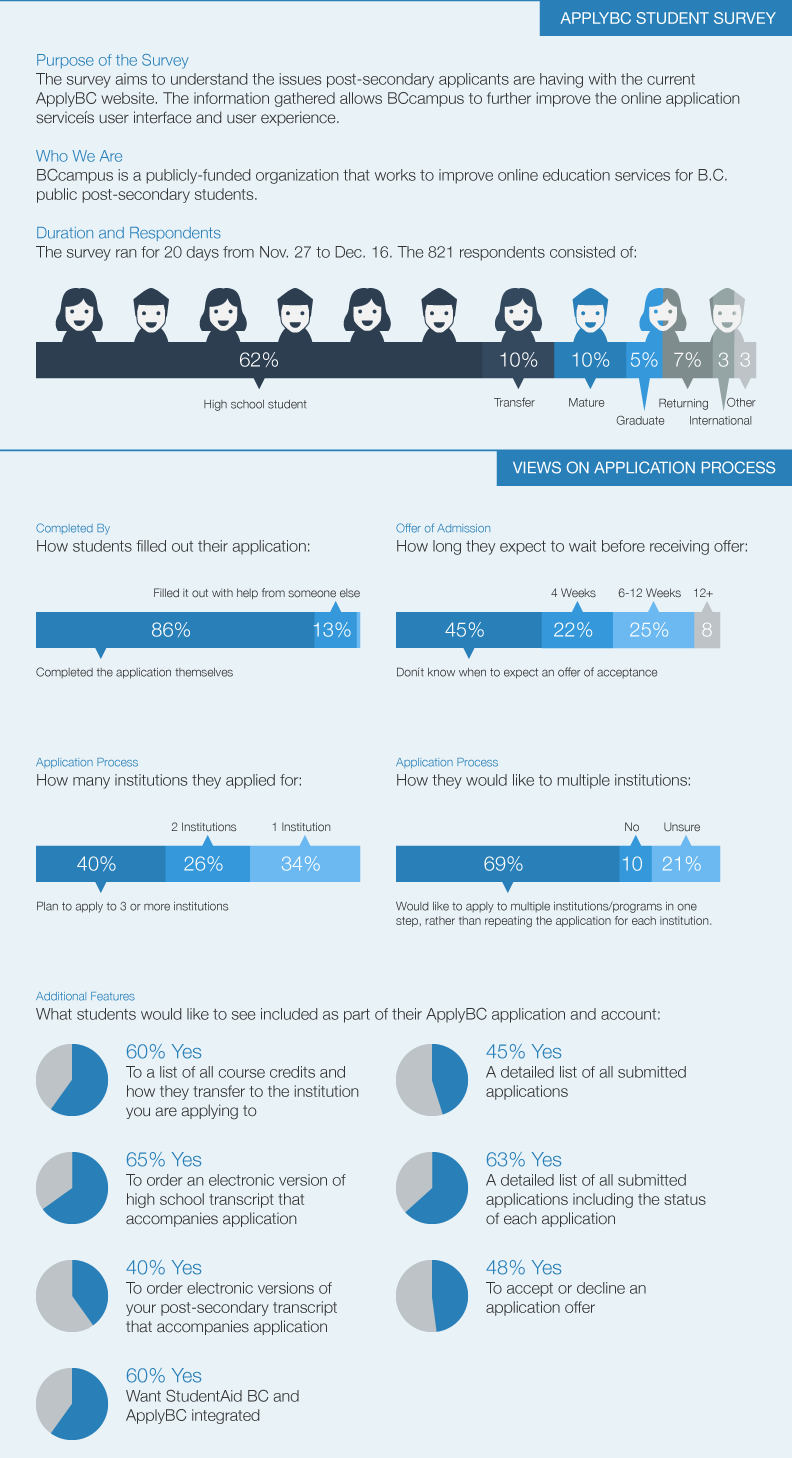 APPLYBC STUDENT SURVEY
Purpose of the Survey
The survey aims to understand the issues post-secondary applicants are having with the current
ApplyBC website. The information gathered allows BCcampus to further improve the online application
serviceís user interface and user experience.
Who We Are
BCcampus is a publicly-funded organization that works to improve online education services for B.C.
public post-secondary students.
Duration and Respondents
The survey ran for 20 days from Nov. 27 to Dec. 16. The 821 respondents consisted of:
62%
10%
10%
5%
7%
3
3
High school student
Transfer
Mature
Graduate
Returning
International
Other
VIEWS ON APPLICATION PROCESS
Completed By
How students filled out their application:
Filled it out with help from someone else
86%
13%
Completed the application themselves
Offer of Admission
How long they expect to wait before receiving offer:
4 Weeks
6-12 Weeks
12+
45%
22%
25%
8
Donít know when to expect an offer of acceptance
Application Process
How many institutions they applied for:
2 Institutions
1 Institution
40%
26%
34%
Plan to apply to 3 or more institutions
Application Process
How they would like to multiple institutions:
No
Unsure
69%
10
21%
Would like to apply to multiple institutions/programs in one
step, rather than repeating the application for each institution.
Additional Features
What students would like to see included as part of their ApplyBC application and account:
60% Yes
To a list of all course credits and
how they transfer to the institution
you are applying to
45% Yes
A detailed list of all submitted
applications
65% Yes
To order an electronic version of
high school transcript that
accompanies application
63% Yes
A detailed list of all submitted
applications including the status
of each application
40% Yes
To order electronic versions of
your post-secondary transcript
that accompanies application
48% Yes
To accept or decline an
application offer
60% Yes
Want StudentAid BC and
ApplyBC integrated